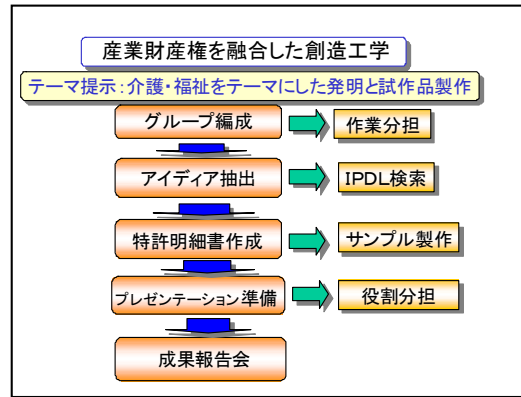 産業財産権を融合した創造工学
テーマ提示：介護・福祉をテーマにした発明と試作品製作
グループ編成
作業分担
アイディア抽出
IPDL検索
特許明細書作成
サンプル製作
プレゼンテーション準備
役割分担
成果報告会